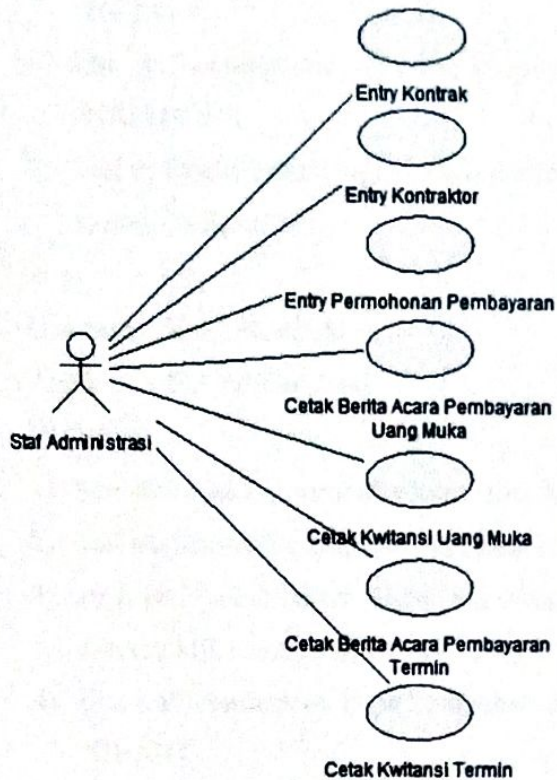 Entry Kontrak
Entry Kontraktor
Entry Permohonan Pembayaran
Cetak Berita Acara Pembayaran
Uang Muka
Staf Administrasi
Cetak Kwitansi Uang Muka
Cetak Berita Acara Pembayaran
Termin
Cetak Kwitansi Termin